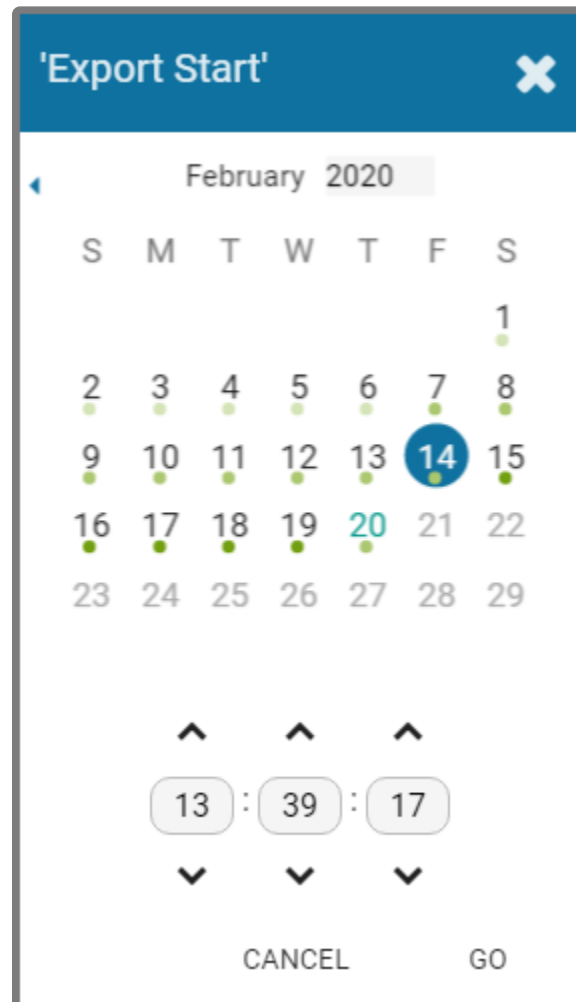 'Export Start'
February 2020
S M T W T F S
1
2 3 4 5 6 7 8
9 10 11 12 13 14 15
16 17 18 19 20 21 22
23 24 25 26 27 28 29
13 : 39 : 17
CANCEL GO